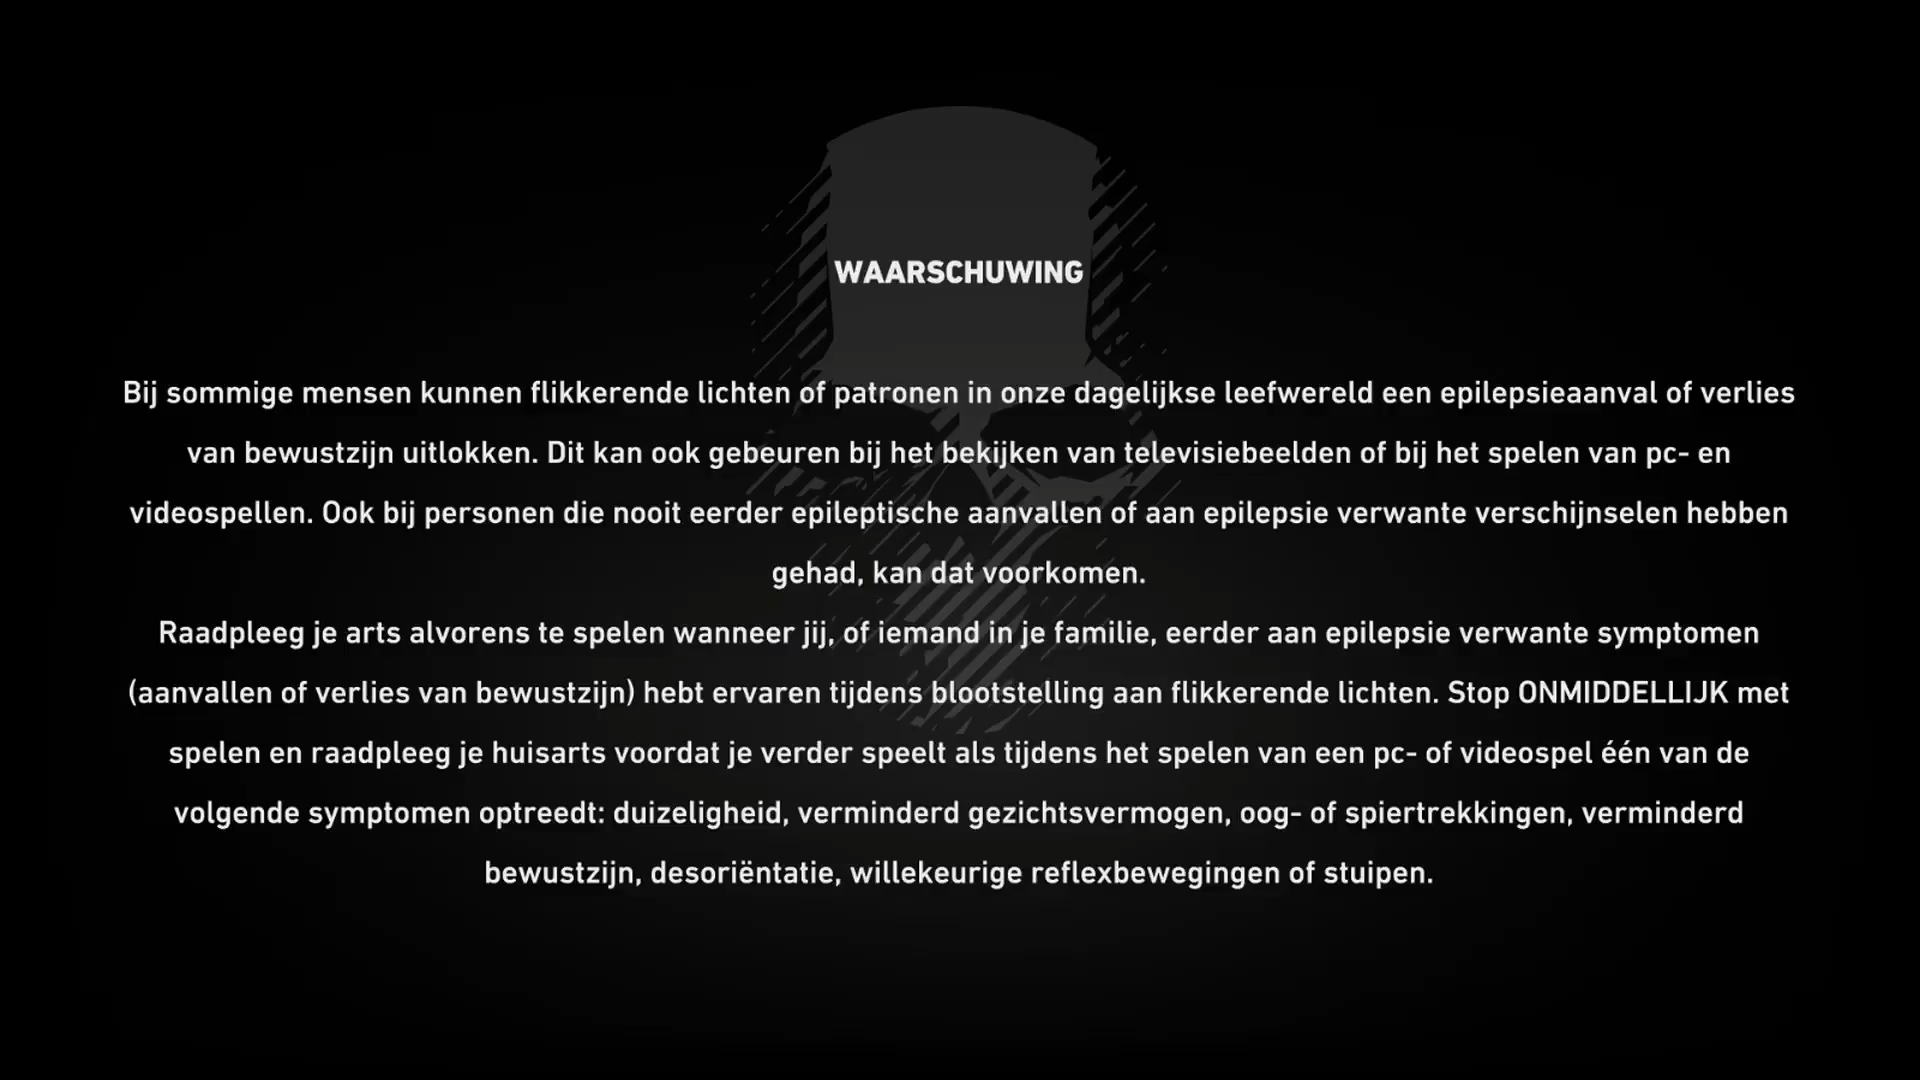 WAARSCHUWING
Bij sommige mensen kunnen flikkerende lichten of patronen in onze dagelijkse leefwereld een epilepsieaanval of verlies
van bewustzijn uitlokken. Dit kan ook gebeuren bij het bekijken van televisiebeelden of bij het spelen van pc- en
videospellen. Ook bij personen die nooit eerder epileptische aanvallen of aan epilepsie verwante verschijnselen hebben
gehad, kan dat voorkomen.
Raadpleeg je arts alvorens te spelen wanneer jij, of iemand in je familie, eerder aan epilepsie verwante symptomen
(aanvallen of verlies van bewustzijn) hebt ervaren tijdens blootstelling aan flikkerende lichten. Stop ONMIDDELLIJK met
spelen en raadpleeg je huisarts voordat je verder speelt als tijdens het spelen van een pc- of videospel één van de
volgende symptomen optreedt: duizeligheid, verminderd gezichtsvermogen, oog- of spiertrekkingen, verminderd
bewustzijn, desoriëntatie, willekeurige reflexbewegingen of stuipen.